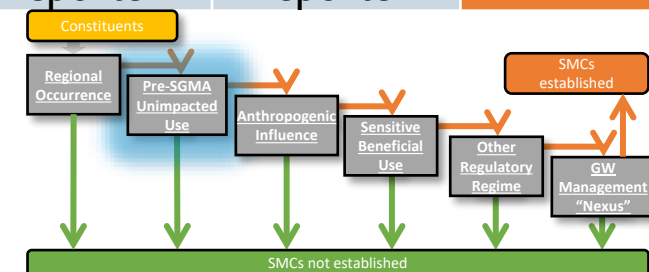 Constituents
Regional
Occurrence
Pre-SGMA
Unimpacted
Use
Anthropogenic
Influence
Sensitive
Beneficial
Use
Other
Regulatory
Regime
GW
Management
“Nexus”
SMCs
established
SMCs not established